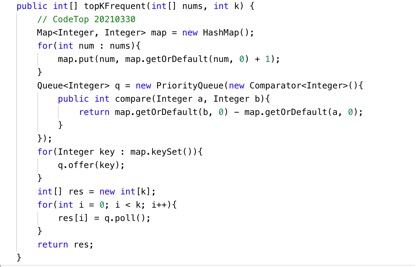 public int[] topKFrequent(int[] nums, int k) {
// CodeTop 20210330
Map<Integer, Integer> map = new HashMap();
for(int num : nums){
map.put(num, map.getOrDefault(num, 0) + 1);
}
Queue<Integer> q = new PriorityQueue(new Comparator<Integer>(){
public int compare(Integer a, Integer b){
return map.getOrDefault(b, 0) - map.getOrDefault(a, 0);
}
});
for(Integer key : map.keySet()){
q.offer(key);
}
int[] res = new int[k];
for(int i = 0; i < k; i++){
res[i] = q.poll();
}
return res;
}